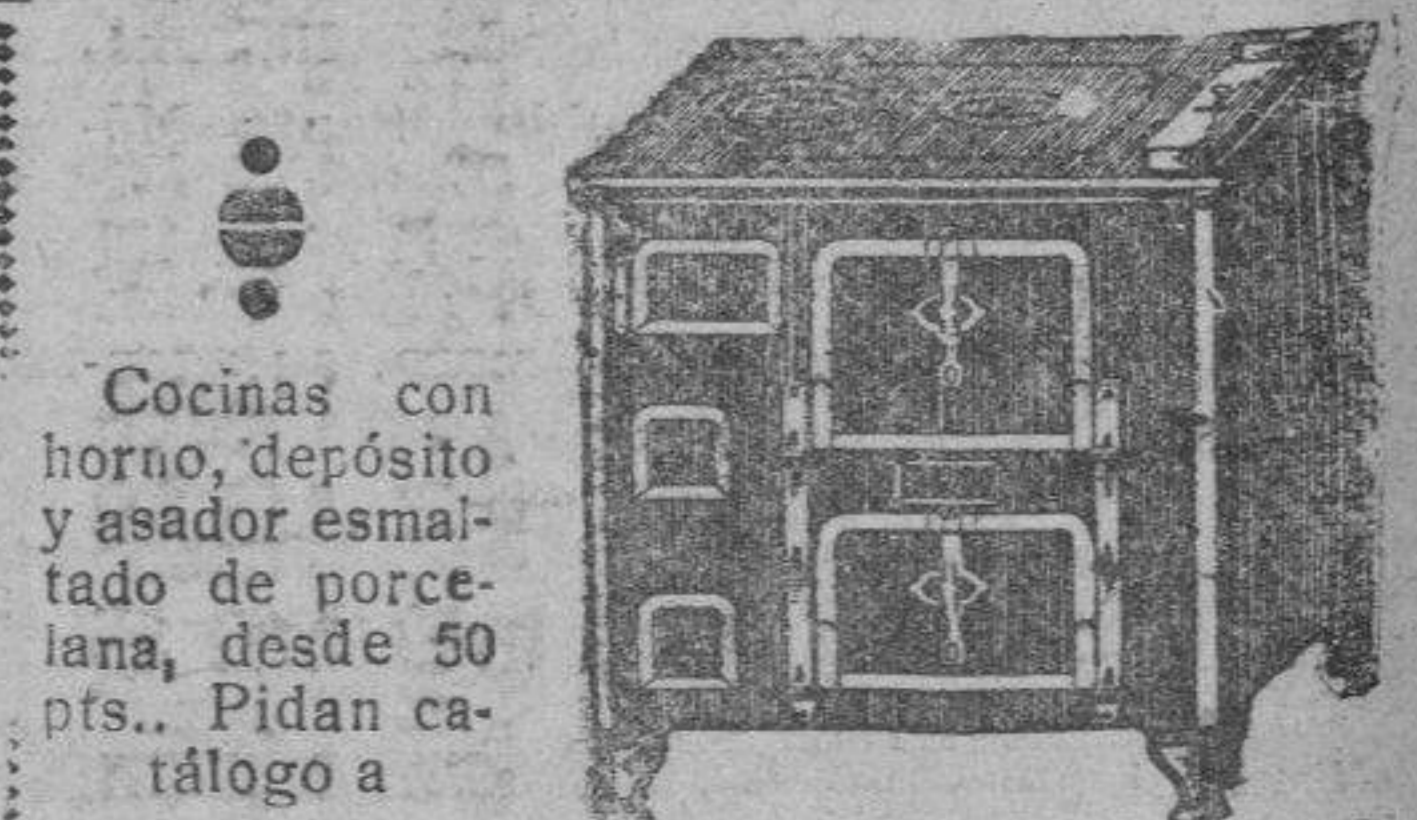 Cocinas con
horno, depósito
y asador esmal-
tado de porce-
lana, desde 50
pts.. Pidan ca-
tálogo a